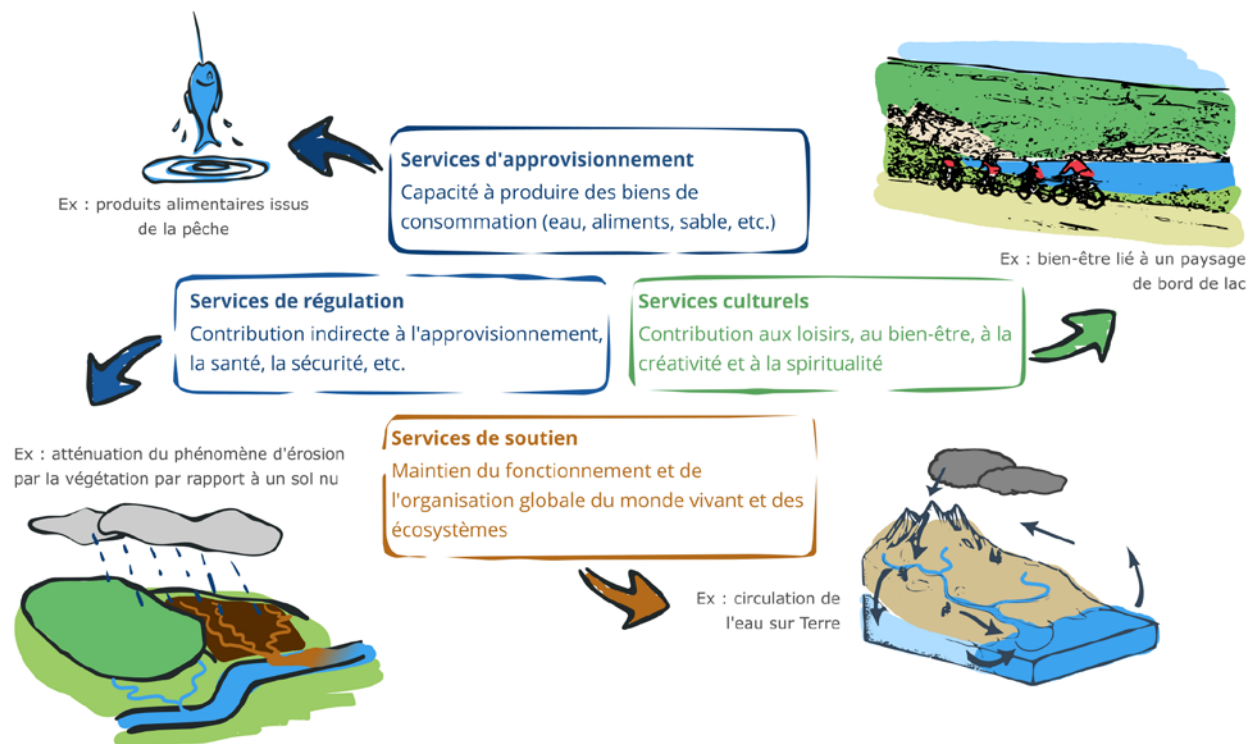 Services d'approvisionnement
Capacité à produire des biens de
consommation (eau, aliments, sable, etc.)
Ex : produits alimentaires issus
de la pêche
Ex : bien-être lié à un paysage
de bord de lac
Services de régulation
Contribution indirecte à l'approvisionnement,
la santé, la sécurité, etc.
Services culturels
Contribution aux loisirs, au bien-être, à la
créativité et à la spiritualité
Ex : atténuation du phénomène d'érosion
par la végétation par rapport à un sol nu
Services de soutien
Maintien du fonctionnement et de
l'organisation globale du monde vivant et des
écosystèmes
Ex : circulation de
l'eau sur Terre